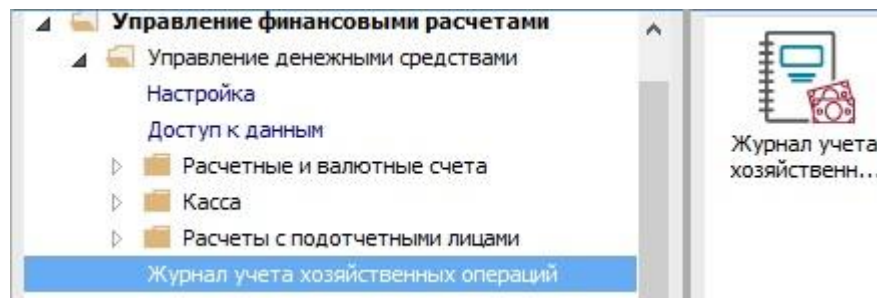 Управление финансовыми расчетами
Управление денежными средствами
Настройка
Доступ к данным
Расчетные и валютные счета
Касса
Расчеты с подотчетными лицами
Журнал учета хозяйственных операций
Журнал учета
хозяйственн...